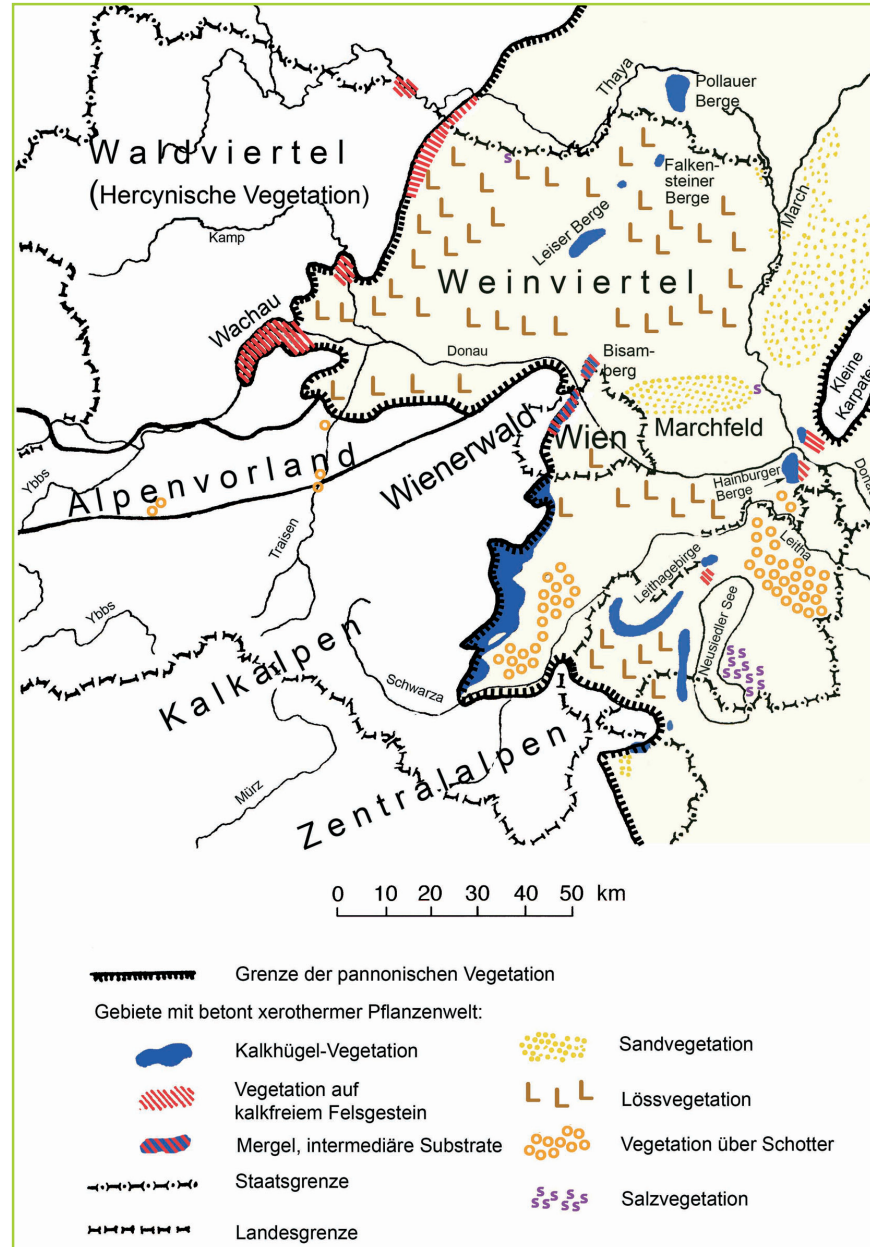 Thaya
Pollauer
Berge
Waldviertel
(Hercynische Vegetation)
s
Falken-
steiner
Berge
March
Kamp
Leiser Berge
Weinviertel
Wachau
Donau
Bisam-
berg
Kleine
Karpaten
s
Wien
Marchfeld
Wienerwald
Alpenvorland
Ybbs
Hainburger
Berge
Donau
Traisen
Leitha
Leithagebirge
Ybbs
Neusiedler See
Kalkalpen
Schwarza
Zentralalpen
Mürz
0 10 20 30 40 50 km
Grenze der pannonischen Vegetation
Gebiete mit betont xerothermer Pflanzenwelt:
Kalkhügel-Vegetation
Sandvegetation
Vegetation auf
kalkfreiem Felsgestein
Lössvegetation
Mergel, intermediäre Substrate
Vegetation über Schotter
Staatsgrenze
Salzvegetation
Landesgrenze